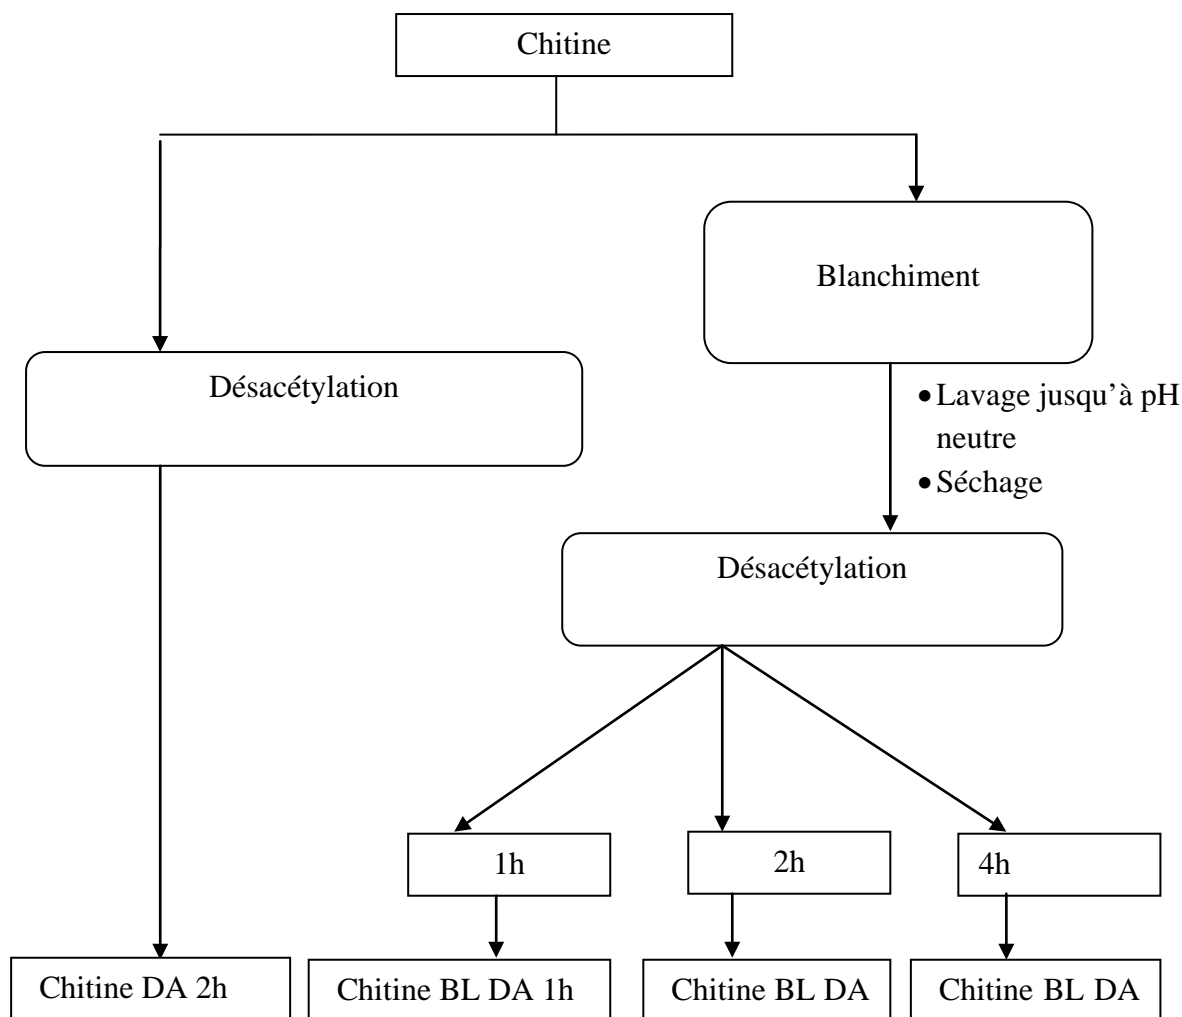 Chitine
Blanchiment
Désacétylation
• Lavage jusqu’à pH
neutre
• Séchage
Désacétylation
1h
2h
4h
Chitine DA 2h
Chitine BL DA 1h
Chitine BL DA
Chitine BL DA